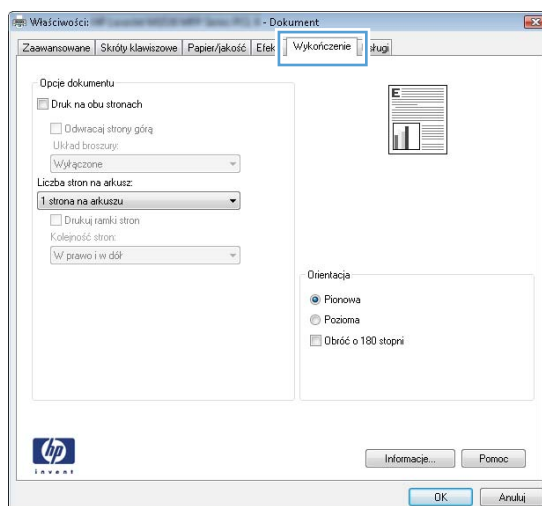 Właściwości: - Dokument
Zaawansowane Skróty klawiszowe Papier/jakość Efek Wykończenie sługi
Opcje dokumentu
Druk na obu stronach
Odwracaj strony górą
Układ broszury:
Wyłączone
Liczba stron na arkusz:
1 strona na arkuszu
Drukuj ramki stron
Kolejność stron:
W prawo i w dół
E
Orientacja
Pionowa
Pozioma
Obróć o 180 stopni
hp
invent
Informacje... Pomoc
OK Anuluj